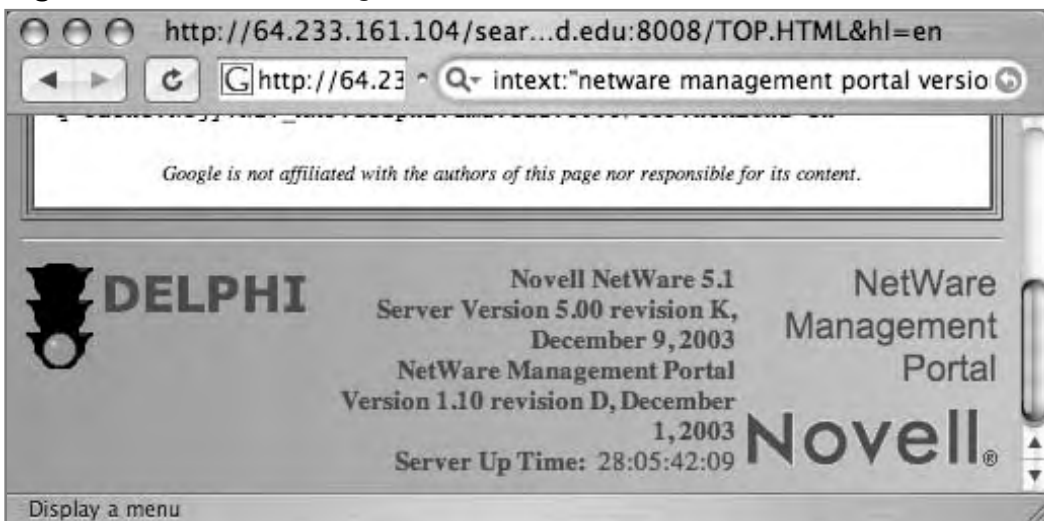 http://64.233.161.104/sear...d.edu:8008/TOP.HTML&hl=en
G http://64.23 intext:"netware management portal versio
Google is not affiliated with the authors of this page nor responsible for its content.
DELPHI
Novell NetWare 5.1
Server Version 5.00 revision K,
December 9, 2003
NetWare Management Portal
Version 1.10 revision D, December
1, 2003
Server Up Time: 28:05:42:09
NetWare
Management
Portal
Novell®
Display a menu